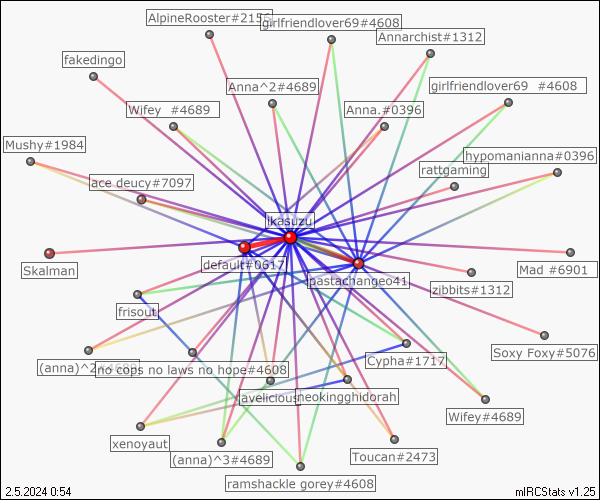 AlpineRooster#2156
girlfriendlover69#4608
Annarchist#1312
fakedingo
Anna^2#4689
girlfriendlover69 #4608
Wifey #4689
Anna.#0396
Mushy#1984
hypomanianna#0396
rattgaming
ace deucy#7097
ikasuzu
default#0617
Skalman
pastachangeo41
Mad #6901
zibbits#1312
frisout
Soxy Foxy#5076
(anna)^2#4689
no cops no laws no hope#4608
Cypha#1717
ravelicious
neokingghidorah
Wifey#4689
xenoyaut
(anna)^3#4689
Toucan#2473
ramshackle gorey#4608
2.5.2024 0:54
mIRCStats v1.25